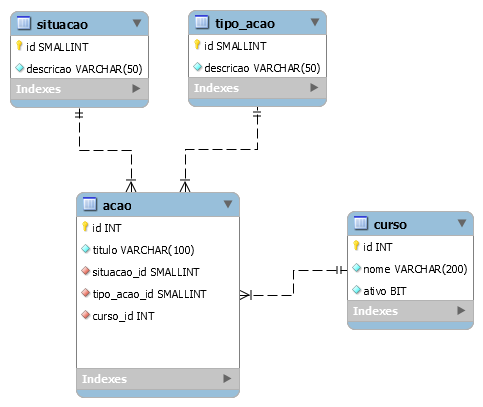 situacao
id SMALLINT
descricao VARCHAR(50)
Indexes
tipo_acao
id SMALLINT
descricao VARCHAR(50)
Indexes
acao
id INT
titulo VARCHAR(100)
situacao_id SMALLINT
tipo_acao_id SMALLINT
curso_id INT
Indexes
curso
id INT
nome VARCHAR(200)
ativo BIT
Indexes